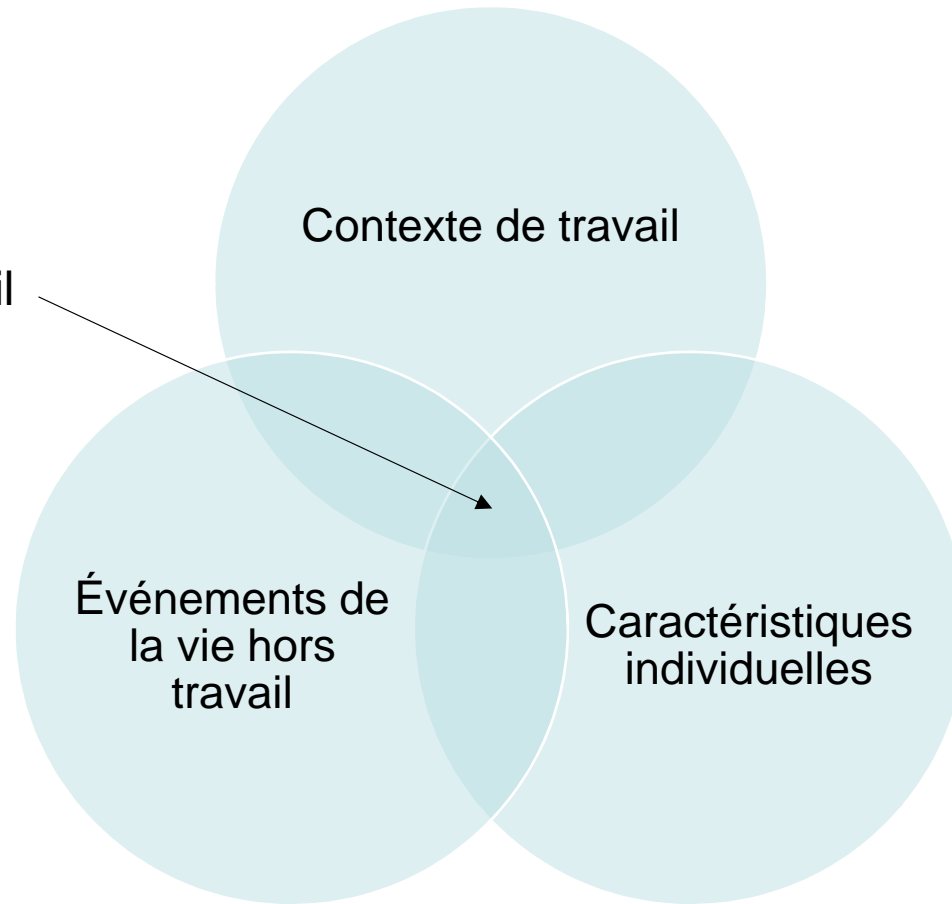 Contexte de travail
il
Événements de
la vie hors
travail
Caractéristiques
individuelles